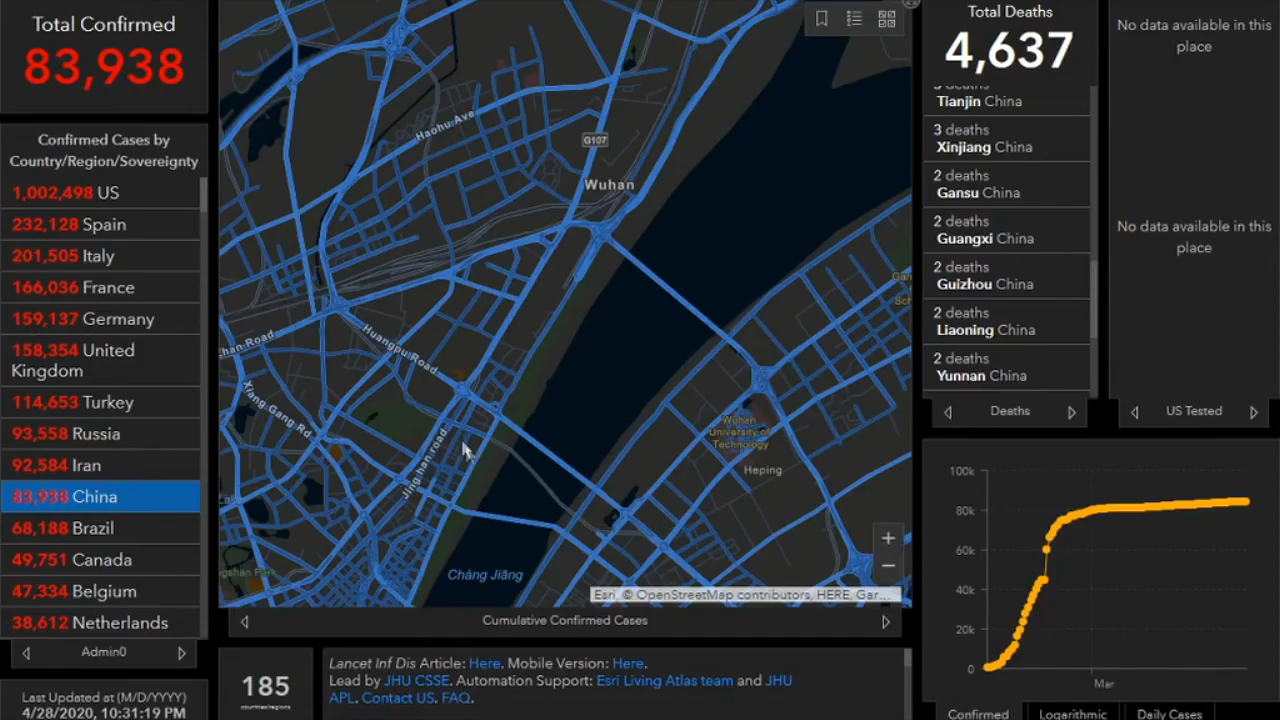 Total Confirmed
83,938
Confirmed Cases by
Country/Region/Sovereignty
1,002,498 US
232,128 Spain
201,505 Italy
166,036 France
159,137 Germany
158,354 United
Kingdom
114,653 Turkey
93,558 Russia
92,584 Iran
83,938 China
68,188 Brazil
49,751 Canada
47,334 Belgium
38,612 Netherlands
Admin0
Last Updated at (M/D/YYYY)
4/28/2020, 10:31:19 PM
Haohu Ave
G107
Wuhan
Huangpu Road
Xiang Gang Rd
Jing han road
Wuhan
University of
Technology
Heping
Cháng Jiāng
Esri, © OpenStreetMap contributors, HERE, Gar...
+
−
Cumulative Confirmed Cases
185
countries/regions
Lancet Inf Dis Article: Here. Mobile Version: Here.
Lead by JHU CSSE. Automation Support: Esri Living Atlas team and JHU
APL. Contact US. FAQ.
Total Deaths
4,637
Tianjin China
3 deaths
Xinjiang China
2 deaths
Gansu China
2 deaths
Guangxi China
2 deaths
Guizhou China
2 deaths
Liaoning China
2 deaths
Yunnan China
Deaths
No data available in this
place
No data available in this
place
US Tested
100k
80k
60k
40k
20k
0
Mar
Confirmed
Logarithmic
Daily Cases